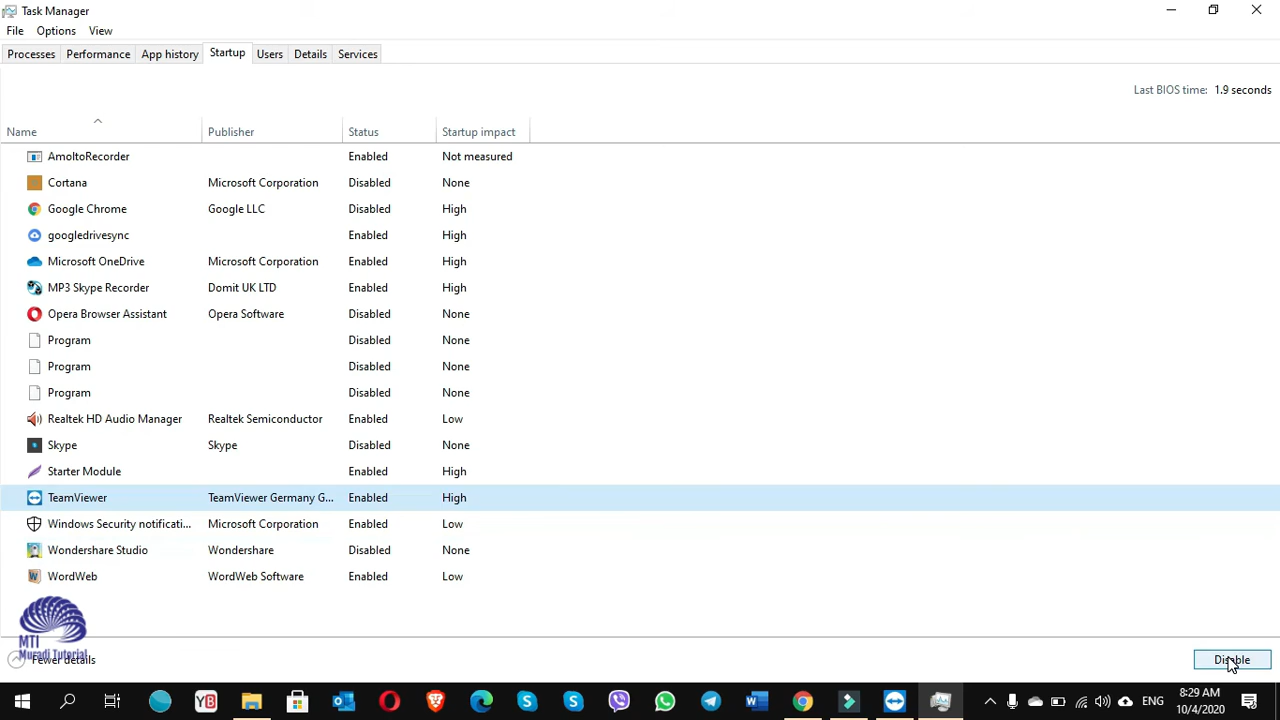 Task Manager
File Options View
Processes Performance App history Startup Users Details Services
Last BIOS time: 1.9 seconds
Name Publisher Status Startup impact
AmoltoRecorder Enabled Not measured
Cortana Microsoft Corporation Disabled None
Google Chrome Google LLC Disabled High
googledrivesync Enabled High
Microsoft OneDrive Microsoft Corporation Enabled High
MP3 Skype Recorder Domit UK LTD Enabled High
Opera Browser Assistant Opera Software Disabled None
Program Disabled None
Program Disabled None
Program Disabled None
Realtek HD Audio Manager Realtek Semiconductor Enabled Low
Skype Skype Disabled None
Starter Module Enabled High
TeamViewer TeamViewer Germany G... Enabled High
Windows Security notificati... Microsoft Corporation Enabled Low
Wondershare Studio Wondershare Disabled None
WordWeb WordWeb Software Enabled Low
MTI
Muradi Tutorial
Fewer details Disable
ENG 8:29 AM
10/4/2020